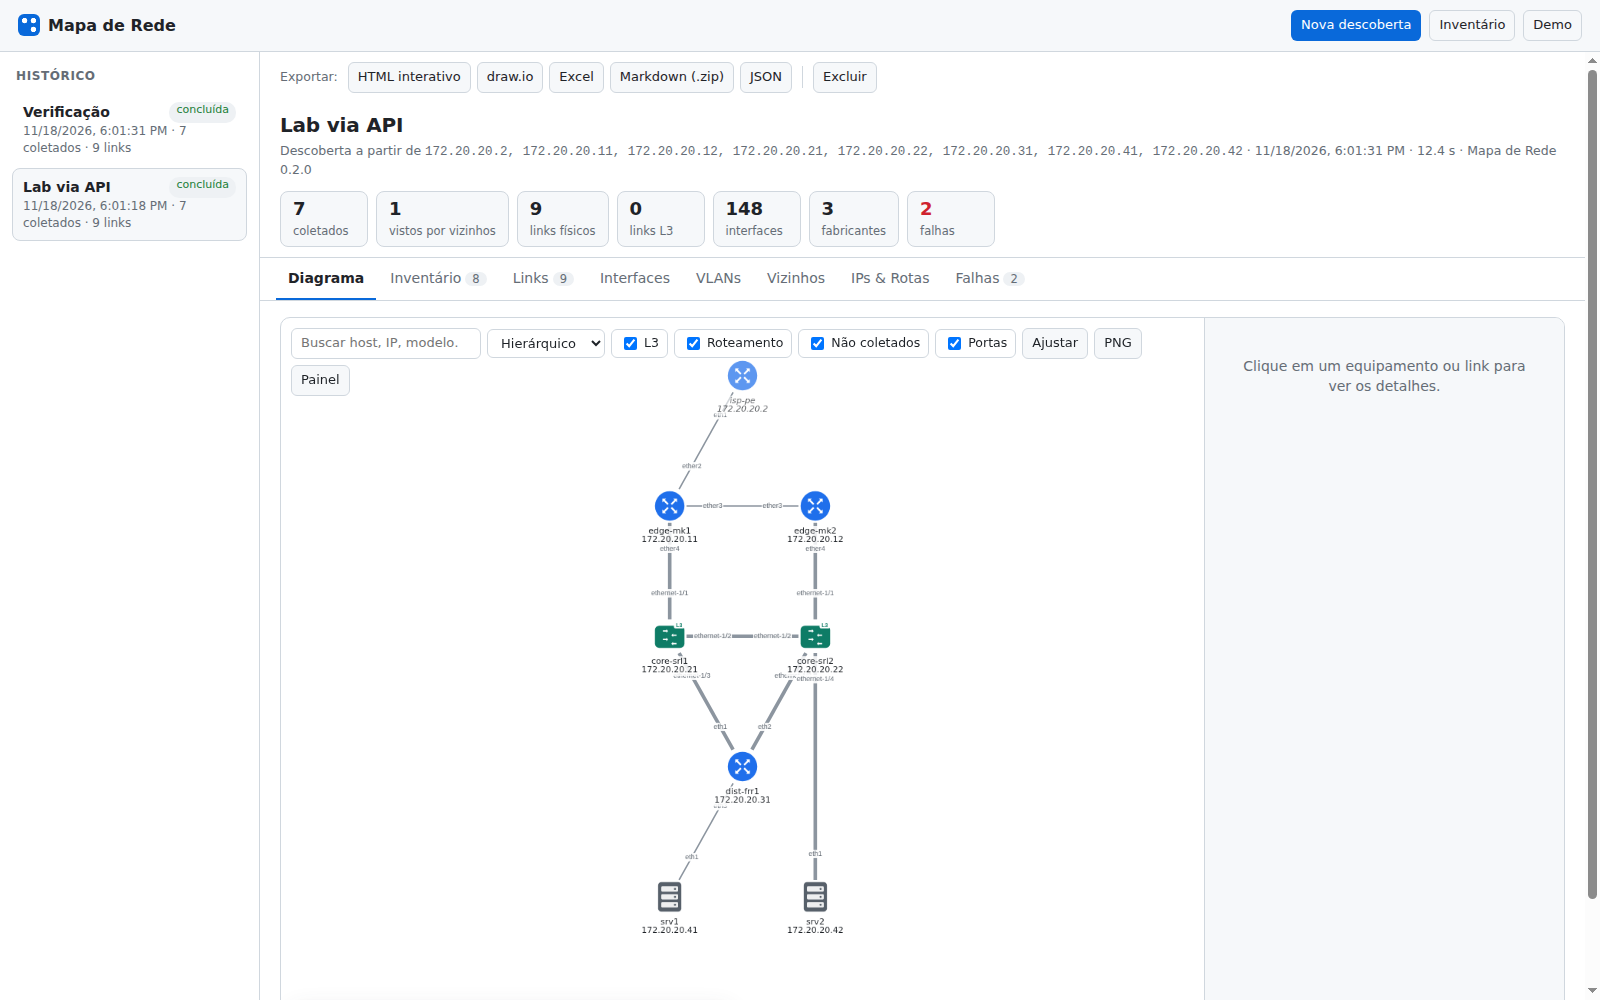 Mapa de Rede
Nova descoberta
Inventário
Demo
HISTÓRICO
Verificação
concluída
11/18/2026, 6:01:31 PM · 7
coletados · 9 links
Lab via API
concluída
11/18/2026, 6:01:18 PM · 7
coletados · 9 links
Exportar:
HTML interativo
draw.io
Excel
Markdown (.zip)
JSON
Excluir
Lab via API
Descoberta a partir de 172.20.20.2, 172.20.20.11, 172.20.20.12, 172.20.20.21, 172.20.20.22, 172.20.20.31, 172.20.20.41, 172.20.20.42 · 11/18/2026, 6:01:31 PM · 12.4 s · Mapa de Rede
0.2.0
7
coletados
1
vistos por vizinhos
9
links físicos
0
links L3
148
interfaces
3
fabricantes
2
falhas
Diagrama
Inventário 8
Links 9
Interfaces
VLANs
Vizinhos
IPs & Rotas
Falhas 2
Buscar host, IP, modelo.
Hierárquico
L3
Roteamento
Não coletados
Portas
Ajustar
PNG
Painel
Clique em um equipamento ou link para
ver os detalhes.
isp-pe
172.20.20.2
ether2
ether3
ether3
edge-mk1
172.20.20.11
edge-mk2
172.20.20.12
ether4
ether4
ethernet-1/1
ethernet-1/1
L3
L3
ethernet-1/2
ethernet-1/2
core-srl1
172.20.20.21
core-srl2
172.20.20.22
ethernet-1/4
eth1
eth2
dist-frr1
172.20.20.31
eth1
eth1
srv1
172.20.20.41
srv2
172.20.20.42